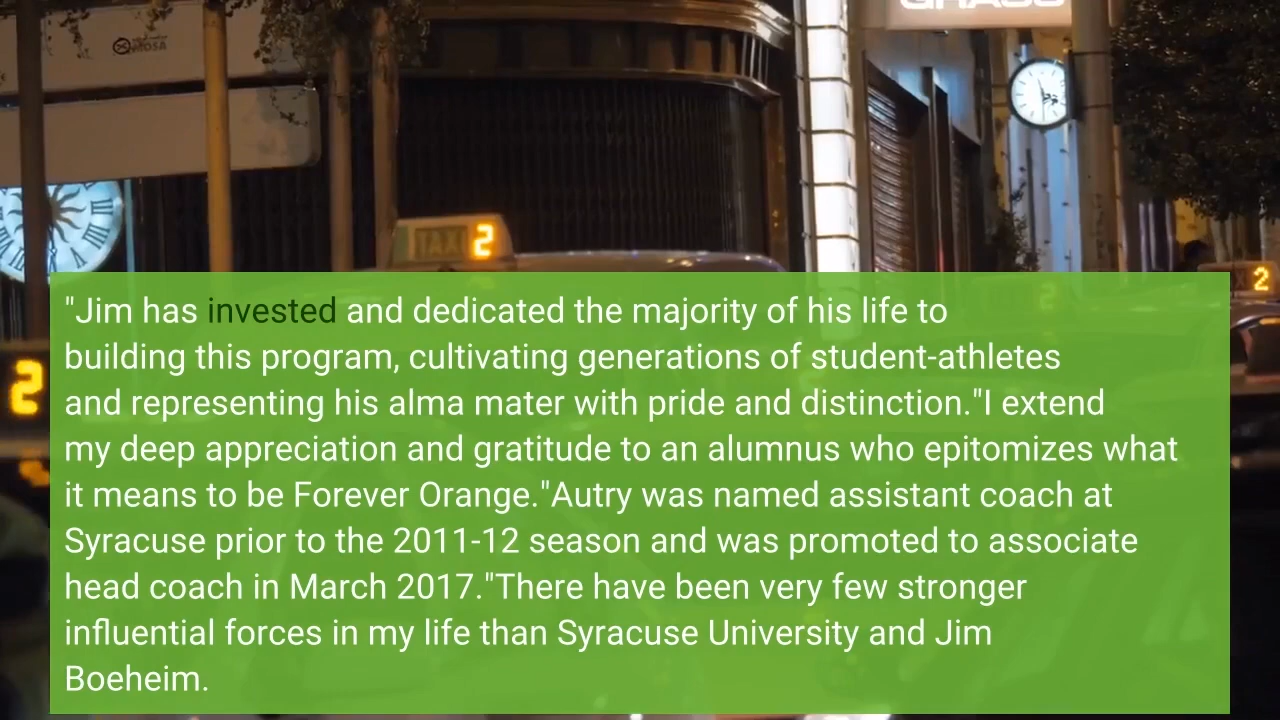 TAXI 2
2
2
2
"Jim has invested and dedicated the majority of his life to
building this program, cultivating generations of student-athletes
and representing his alma mater with pride and distinction."I extend
my deep appreciation and gratitude to an alumnus who epitomizes what
it means to be Forever Orange."Autry was named assistant coach at
Syracuse prior to the 2011-12 season and was promoted to associate
head coach in March 2017."There have been very few stronger
influential forces in my life than Syracuse University and Jim
Boeheim.